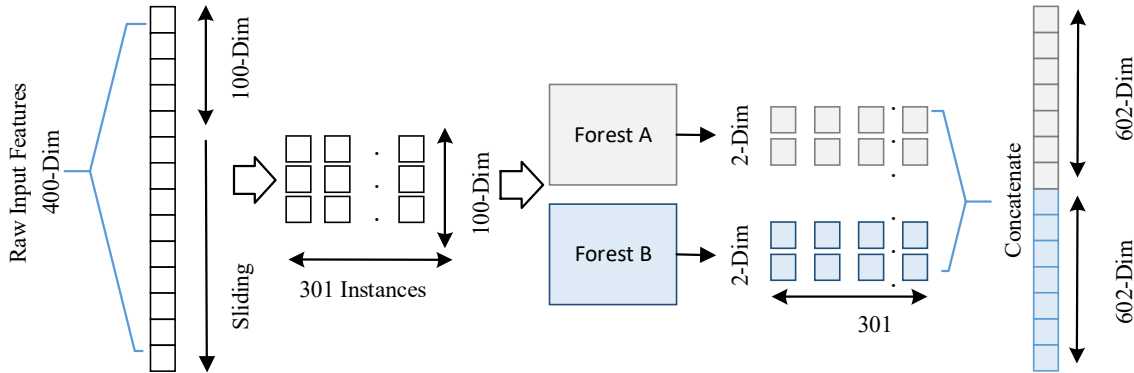 Raw Input Features
400-Dim
100-Dim
Sliding
301 Instances
100-Dim
Forest A
Forest B
2-Dim
2-Dim
301
Concatenate
602-Dim
602-Dim